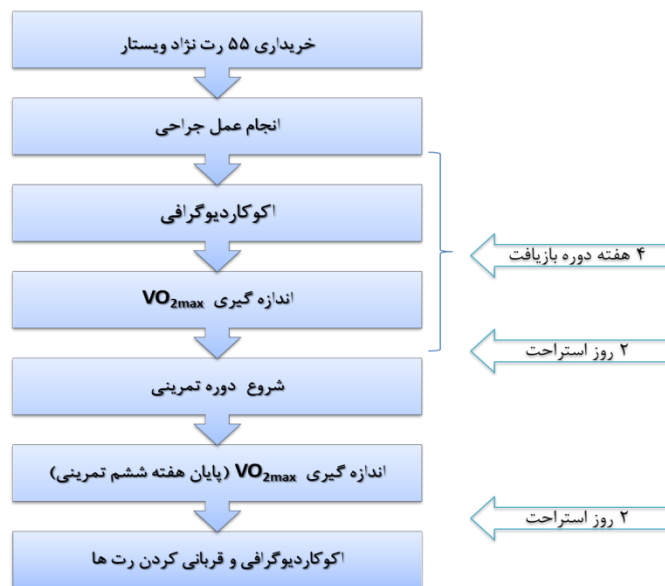 خریداری ۵۵ رت نژاد ویستار
انجام عمل جراحی
اکوکاردیوگرافی
۴ هفته دوره بازیافت
اندازه گیری VO2max
۲ روز استراحت
شروع دوره تمرینی
اندازه گیری VO2max (پایان هفته ششم تمرینی)
۲ روز استراحت
اکوکاردیوگرافی و قربانی کردن رت ها